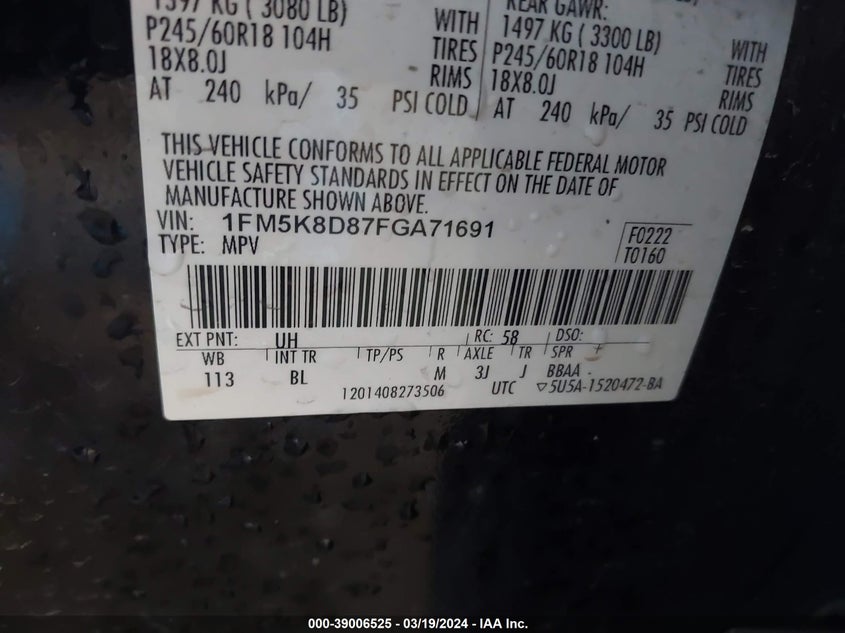 1397 KG ( 3080 LB) WITH
P245/60R18 104H TIRES
18X8.0J RIMS
AT 240 kPa/ 35 PSI COLD
REAR GAWR:
1497 KG ( 3300 LB) WITH
P245/60R18 104H TIRES
18X8.0J RIMS
AT 240 kPa/ 35 PSI COLD
THIS VEHICLE CONFORMS TO ALL APPLICABLE FEDERAL MOTOR
VEHICLE SAFETY STANDARDS IN EFFECT ON THE DATE OF
MANUFACTURE SHOWN ABOVE.
VIN: 1FM5K8D87FGA71691
TYPE: MPV
F0222
T0160
EXT PNT: UH RC: 58 DSO:
WB INT TR TP/PS R AXLE TR SPR +
113 BL M 3J J BBAA -
1201408273506 UTC ▽5U5A-1520472-BA
000-39006525 - 03/19/2024 - IAA Inc.